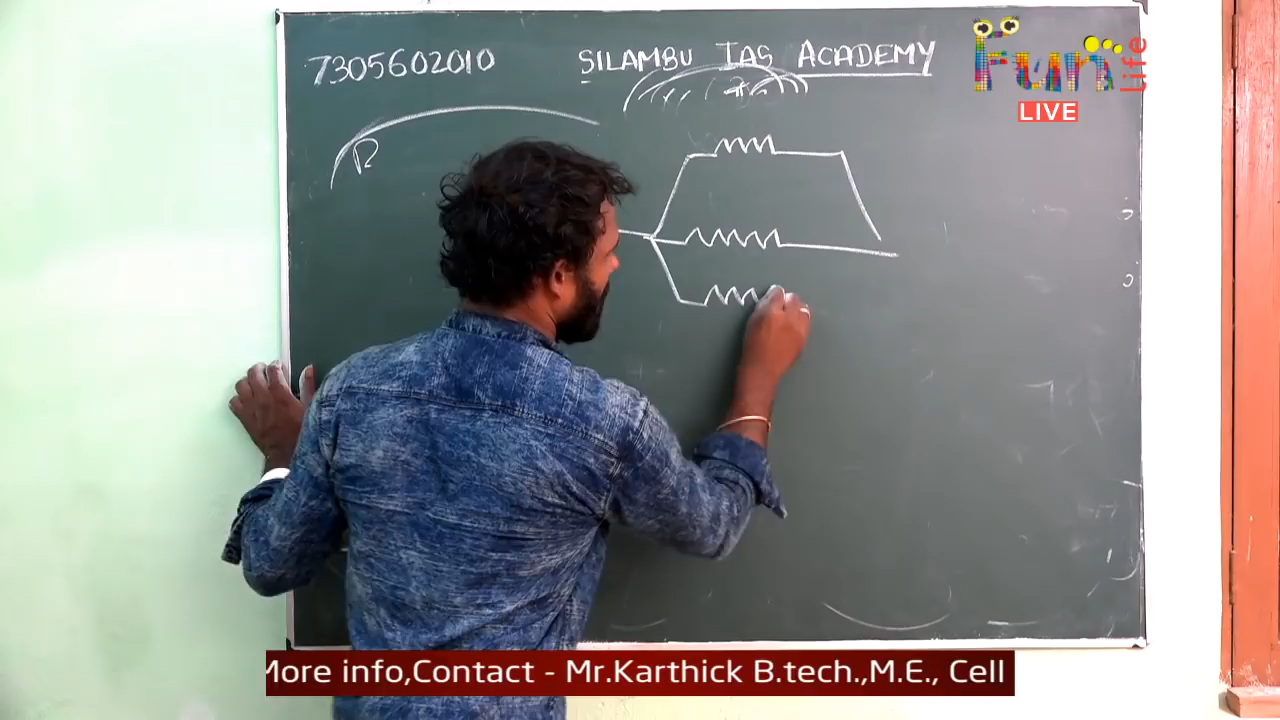 7305602010 SILAMBU IAS ACADEMY
R
Fun life
LIVE
More info,Contact - Mr.Karthick B.tech.,M.E., Cell